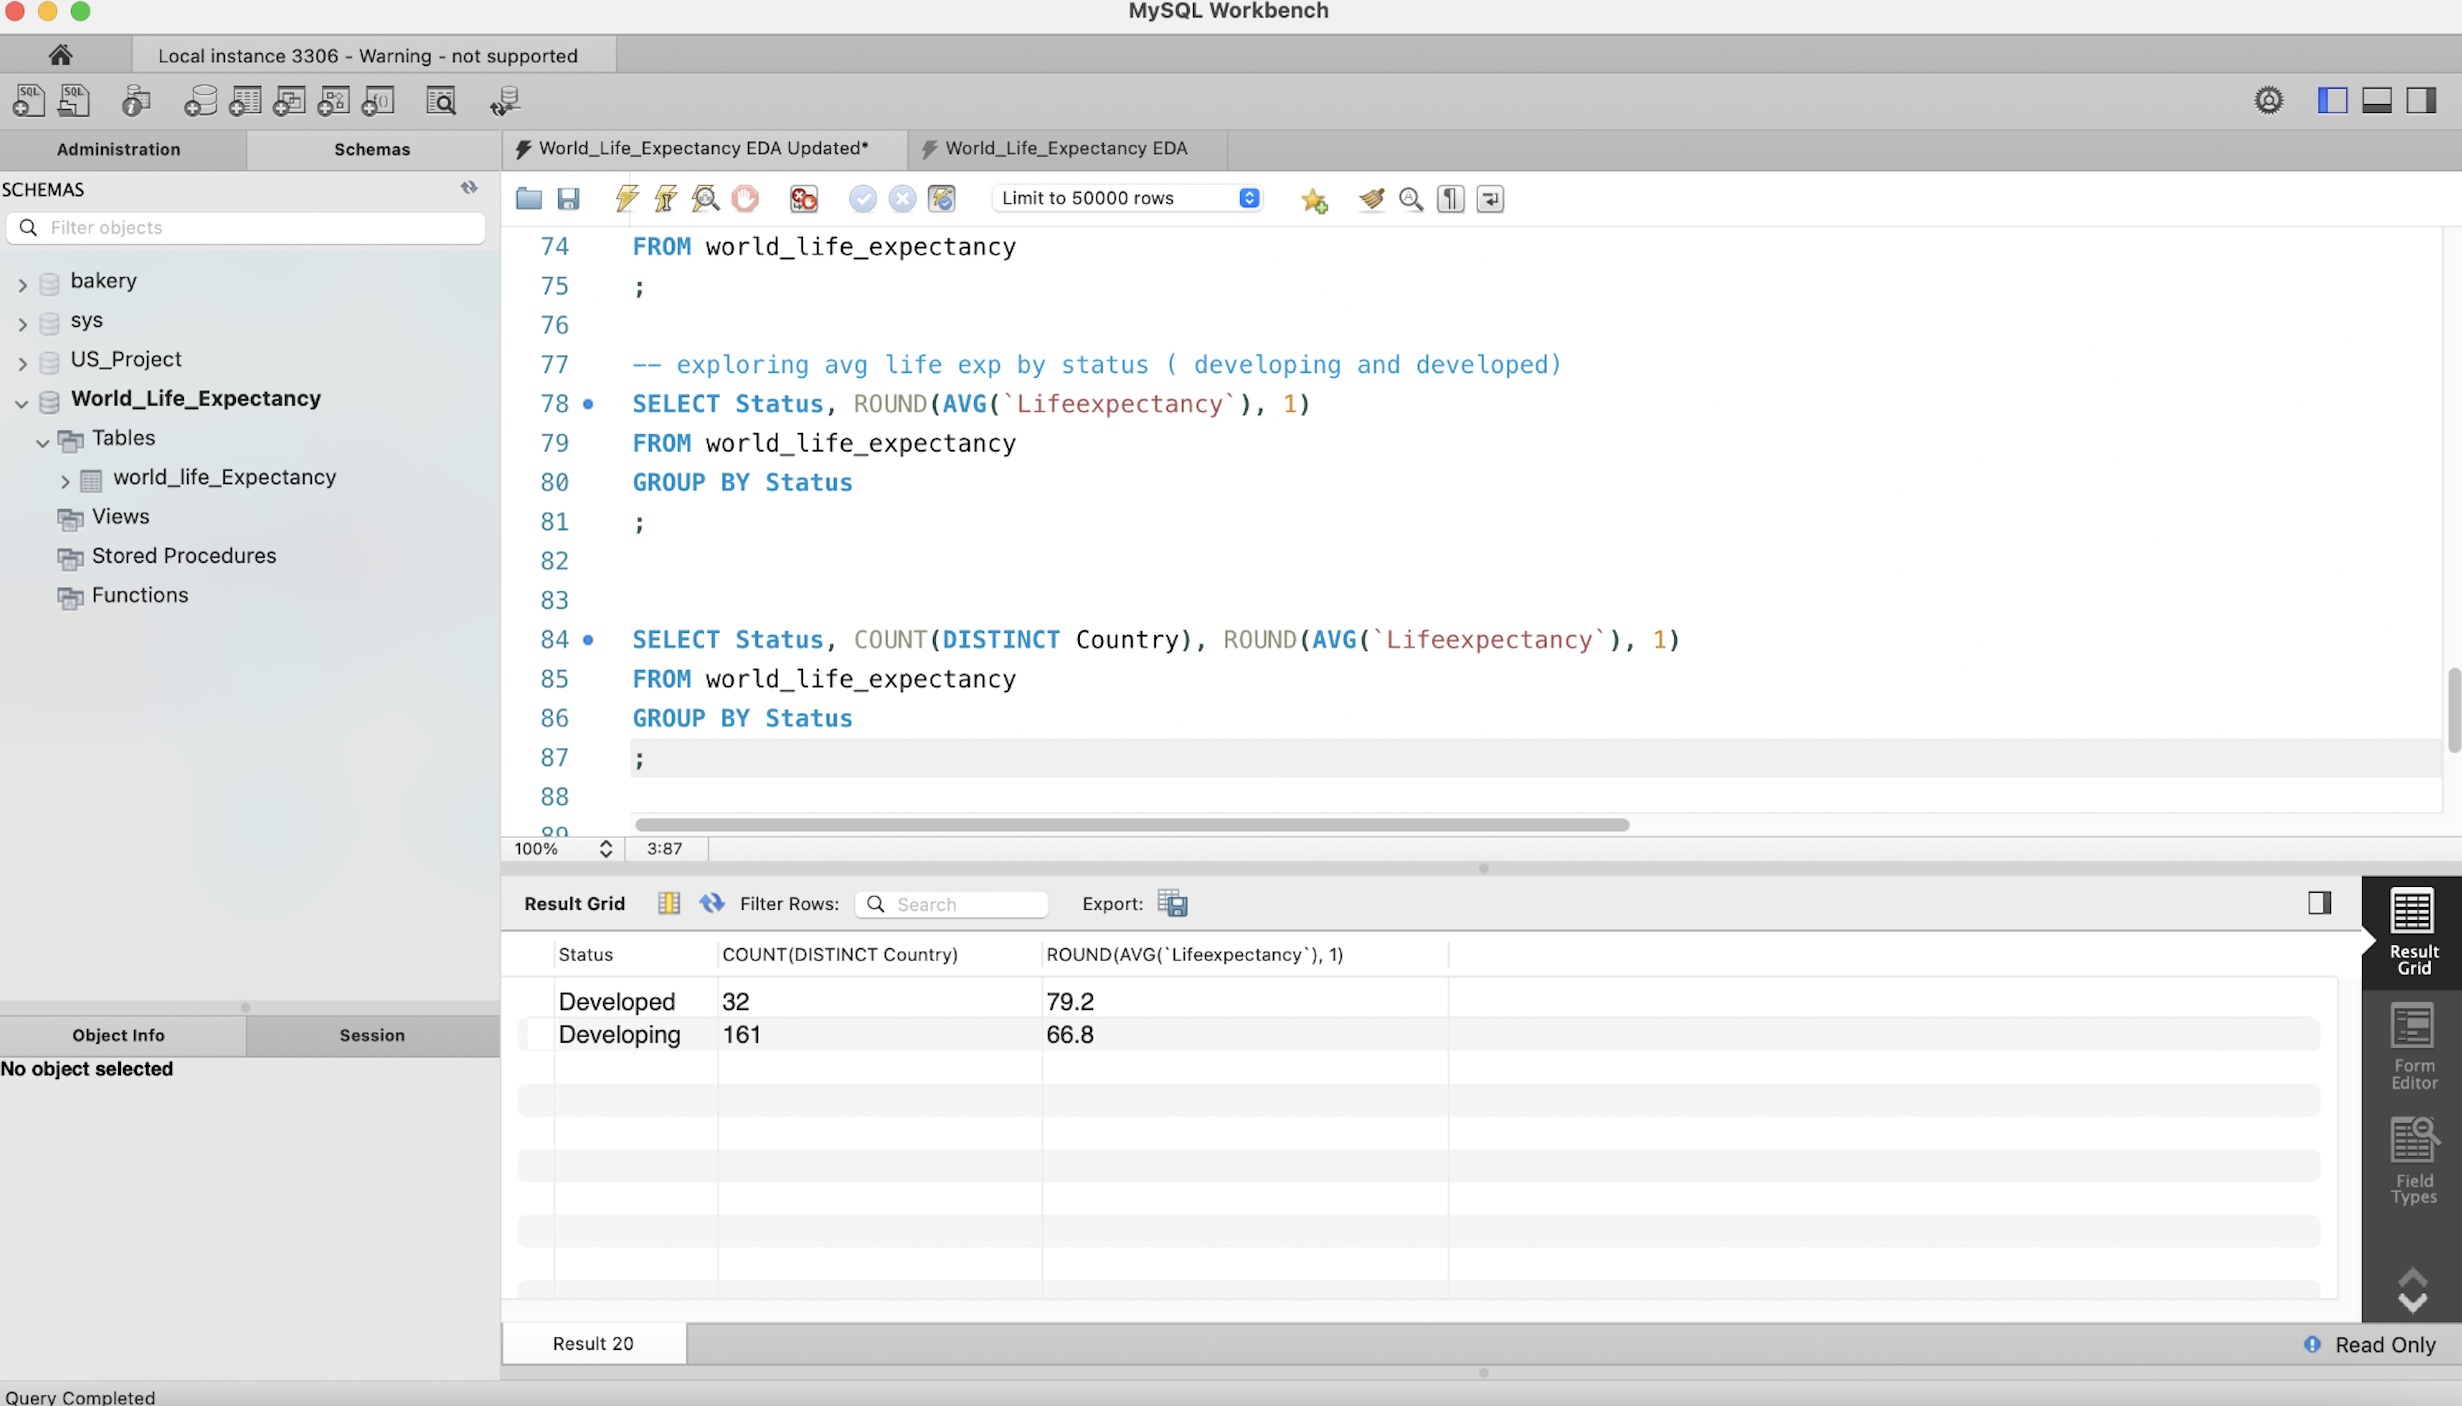 MySQL Workbench
Local instance 3306 - Warning - not supported
SQL SQL
Administration Schemas
World_Life_Expectancy EDA Updated* World_Life_Expectancy EDA
SCHEMAS
Filter objects
Limit to 50000 rows
bakery
sys
US_Project
World_Life_Expectancy
Tables
world_life_Expectancy
Views
Stored Procedures
Functions
74 FROM world_life_expectancy
75 ;
76
77 -- exploring avg life exp by status ( developing and developed)
78 SELECT Status, ROUND(AVG(`Lifeexpectancy`), 1)
79 FROM world_life_expectancy
80 GROUP BY Status
81 ;
82
83
84 SELECT Status, COUNT(DISTINCT Country), ROUND(AVG(`Lifeexpectancy`), 1)
85 FROM world_life_expectancy
86 GROUP BY Status
87 ;
88
89
100% 3:87
Result Grid Filter Rows: Search Export:
Status COUNT(DISTINCT Country) ROUND(AVG(`Lifeexpectancy`), 1)
Developed 32 79.2
Developing 161 66.8
Result
Grid
Form
Editor
Field
Types
Object Info Session
No object selected
Result 20
Read Only
Query Completed